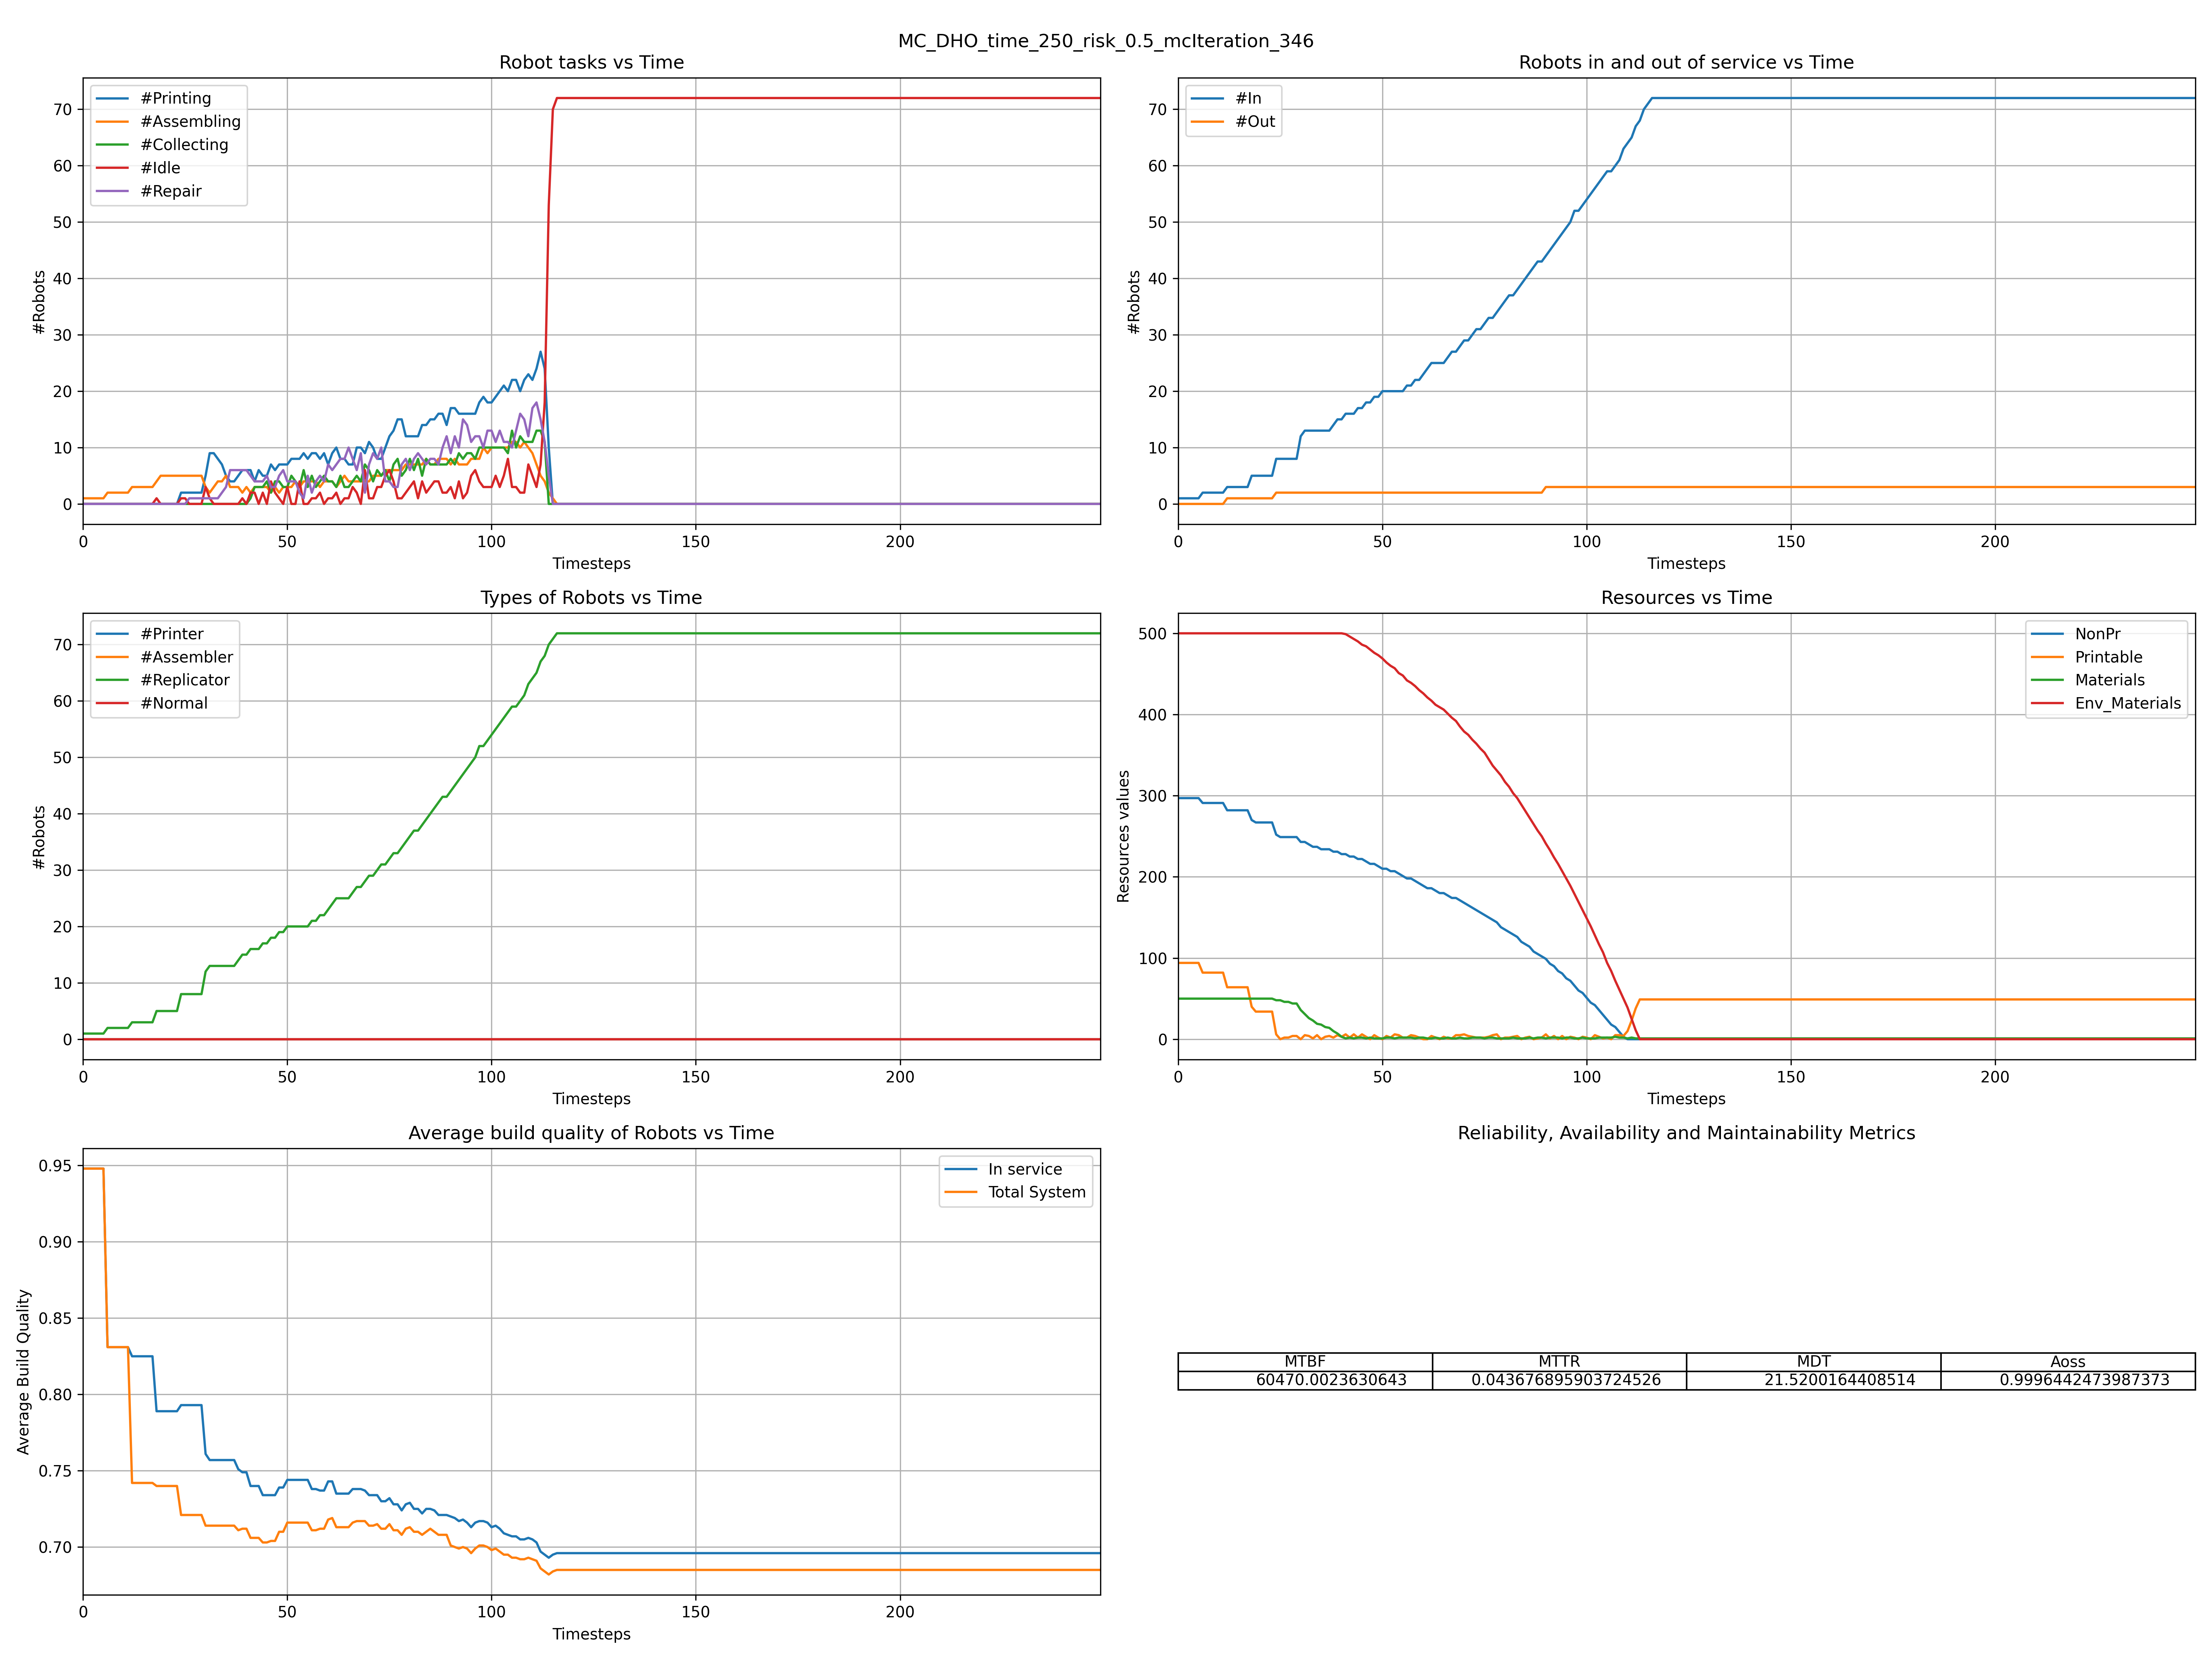 MC_DHO_time_250_risk_0.5_mcIteration_346
Robot tasks vs Time
#Printing
#Assembling
#Collecting
#Idle
#Repair
#Robots
70
60
50
40
30
20
10
0
0 50 100 150 200
Timesteps
Robots in and out of service vs Time
#In
#Out
#Robots
70
60
50
40
30
20
10
0
0 50 100 150 200
Timesteps
Types of Robots vs Time
#Printer
#Assembler
#Replicator
#Normal
#Robots
70
60
50
40
30
20
10
0
0 50 100 150 200
Timesteps
Resources vs Time
NonPr
Printable
Materials
Env_Materials
Resources values
500
400
300
200
100
0
0 50 100 150 200
Timesteps
Average build quality of Robots vs Time
In service
Total System
Average Build Quality
0.95
0.90
0.85
0.80
0.75
0.70
0 50 100 150 200
Timesteps
Reliability, Availability and Maintainability Metrics
MTBF MTTR MDT Aoss
60470.0023630643 0.043676895903724526 21.5200164408514 0.9996442473987373